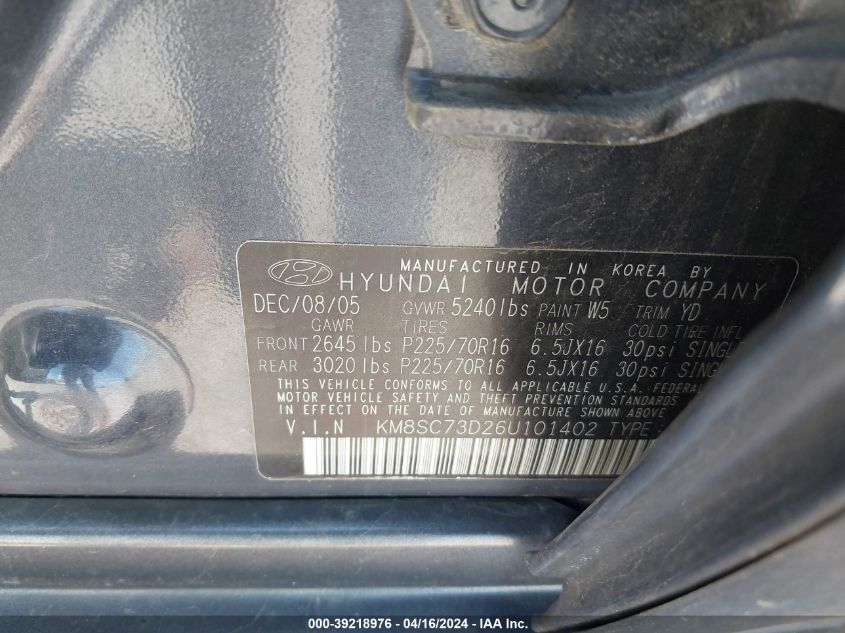 MANUFACTURED IN KOREA BY
HYUNDAI MOTOR COMPANY
DEC/08/05 GVWR 5240lbs PAINT W5 TRIM YD
GAWR TIRES RIMS COLD TIRE INFL
FRONT 2645lbs P225/70R16 6.5JX16 30psi SINGLE
REAR 3020lbs P225/70R16 6.5JX16 30psi SINGL
THIS VEHICLE CONFORMS TO ALL APPLICABLE U.S.A. FEDERAL
MOTOR VEHICLE SAFETY AND THEFT PREVENTION STANDARDS
IN EFFECT ON THE DATE OF MANUFACTURE SHOWN ABOVE
V.I.N KM8SC73D26U101402 TYPE
000-39218976 - 04/16/2024 - IAA Inc.